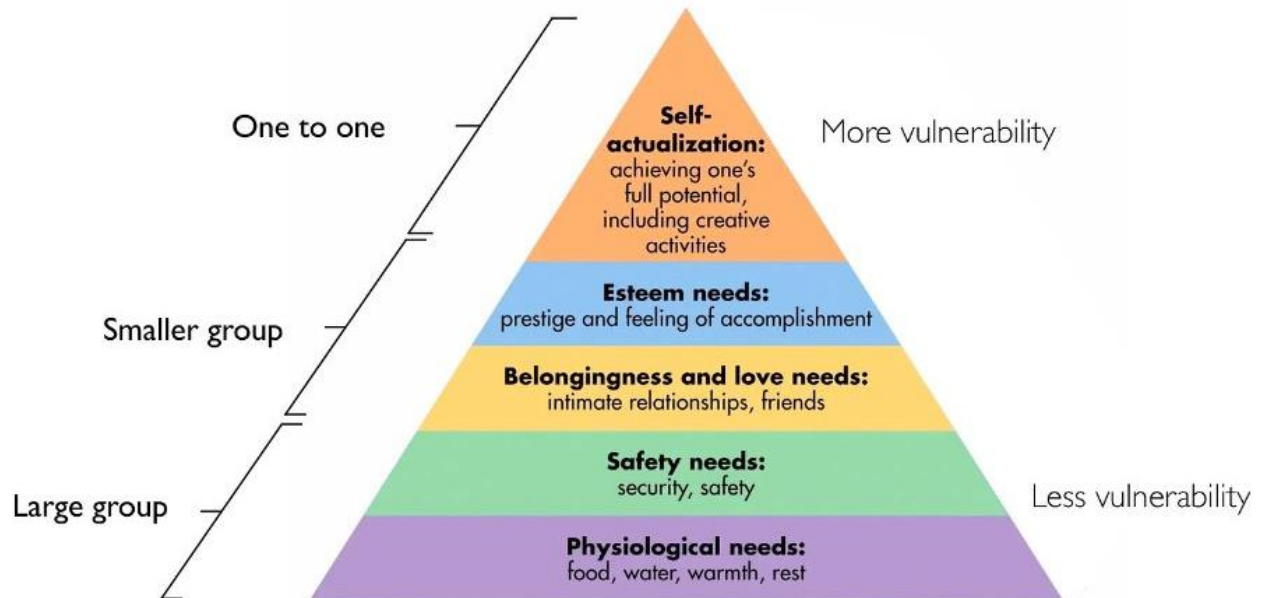 One to one
Self-
actualization:
achieving one's
full potential,
including creative
activities
More vulnerability
Smaller group
Esteem needs:
prestige and feeling of accomplishment
Belongingness and love needs:
intimate relationships, friends
Large group
Safety needs:
security, safety
Less vulnerability
Physiological needs:
food, water, warmth, rest